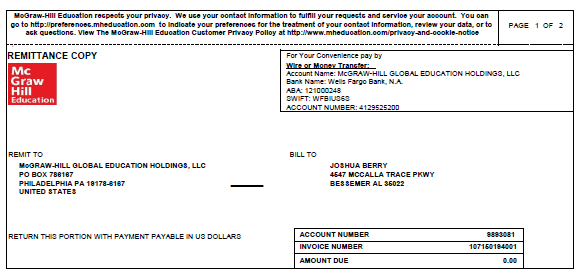 McGraw-Hill Education respects your privacy. We use your contact information to fulfill your requests and service your account. You can
go to http://preferences.mheducation.com to indicate your preferences for the treatment of your contact information, review your data, or to
ask questions. View The McGraw-Hill Education Customer Privacy Policy at http://www.mheducation.com/privacy-and-cookie-notice
PAGE 1 OF 2
REMITTANCE COPY
Mc
Graw
Hill
Education
For Your Convenience pay by
Wire or Money Transfer:
Account Name: McGRAW-HILL GLOBAL EDUCATION HOLDINGS, LLC
Bank Name: Wells Fargo Bank, N.A.
ABA: 121000248
SWIFT: WFBIUS6S
ACCOUNT NUMBER: 4129525200
REMIT TO
McGRAW-HILL GLOBAL EDUCATION HOLDINGS, LLC
PO BOX 786167
PHILADELPHIA PA 19178-6167
UNITED STATES
BILL TO
JOSHUA BERRY
4547 MCCALLA TRACE PKWY
BESSEMER AL 35022
RETURN THIS PORTION WITH PAYMENT PAYABLE IN US DOLLARS
ACCOUNT NUMBER 9893081
INVOICE NUMBER 107150194001
AMOUNT DUE 0.00